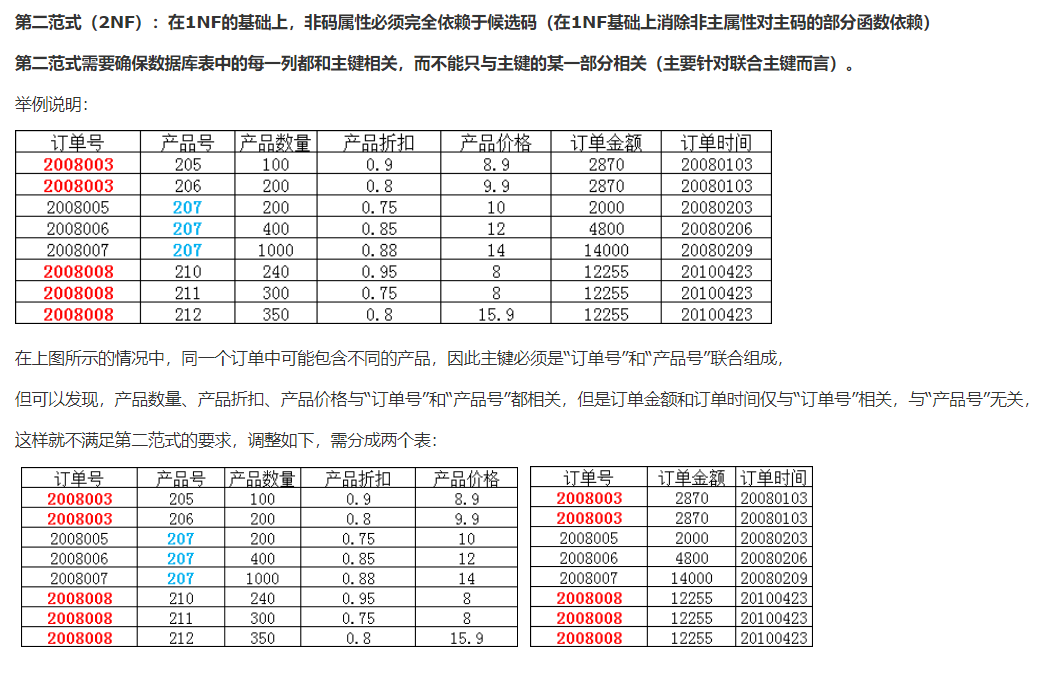 第二范式（2NF）：在1NF的基础上，非码属性必须完全依赖于候选码（在1NF基础上消除非主属性对主码的部分函数依赖）
第二范式需要确保数据库表中的每一列都和主键相关，而不能只与主键的某一部分相关（主要针对联合主键而言）。
举例说明：
订单号 产品号 产品数量 产品折扣 产品价格 订单金额 订单时间
2008003 205 100 0.9 8.9 2870 20080103
2008003 206 200 0.8 9.9 2870 20080103
2008005 207 200 0.75 10 2000 20080203
2008006 207 400 0.85 12 4800 20080206
2008007 207 1000 0.88 14 14000 20080209
2008008 210 240 0.95 8 12255 20100423
2008008 211 300 0.75 8 12255 20100423
2008008 212 350 0.8 15.9 12255 20100423
在上图所示的情况中，同一个订单中可能包含不同的产品，因此主键必须是“订单号”和“产品号”联合组成，
但可以发现，产品数量、产品折扣、产品价格与“订单号”和“产品号”都相关，但是订单金额和订单时间仅与“订单号”相关，与“产品号”无关，
这样就不满足第二范式的要求，调整如下，需分成两个表：
订单号 产品号 产品数量 产品折扣 产品价格
2008003 205 100 0.9 8.9
2008003 206 200 0.8 9.9
2008005 207 200 0.75 10
2008006 207 400 0.85 12
2008007 207 1000 0.88 14
2008008 210 240 0.95 8
2008008 211 300 0.75 8
2008008 212 350 0.8 15.9
订单号 订单金额 订单时间
2008003 2870 20080103
2008003 2870 20080103
2008005 2000 20080203
2008006 4800 20080206
2008007 14000 20080209
2008008 12255 20100423
2008008 12255 20100423
2008008 12255 20100423